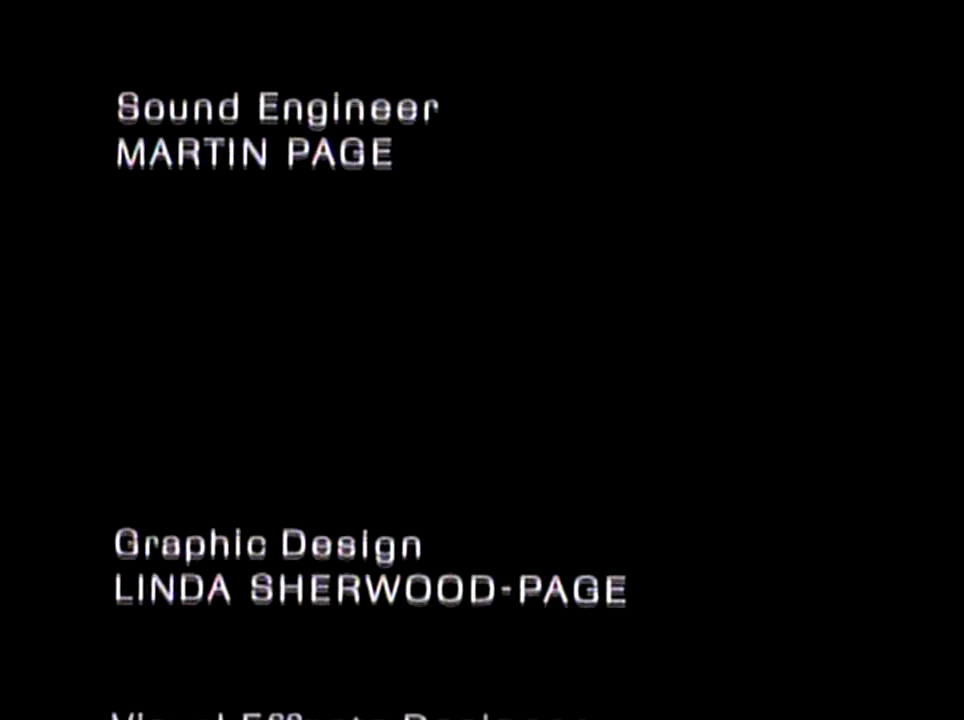 Sound Engineer
MARTIN PAGE
Graphic Design
LINDA SHERWOOD-PAGE